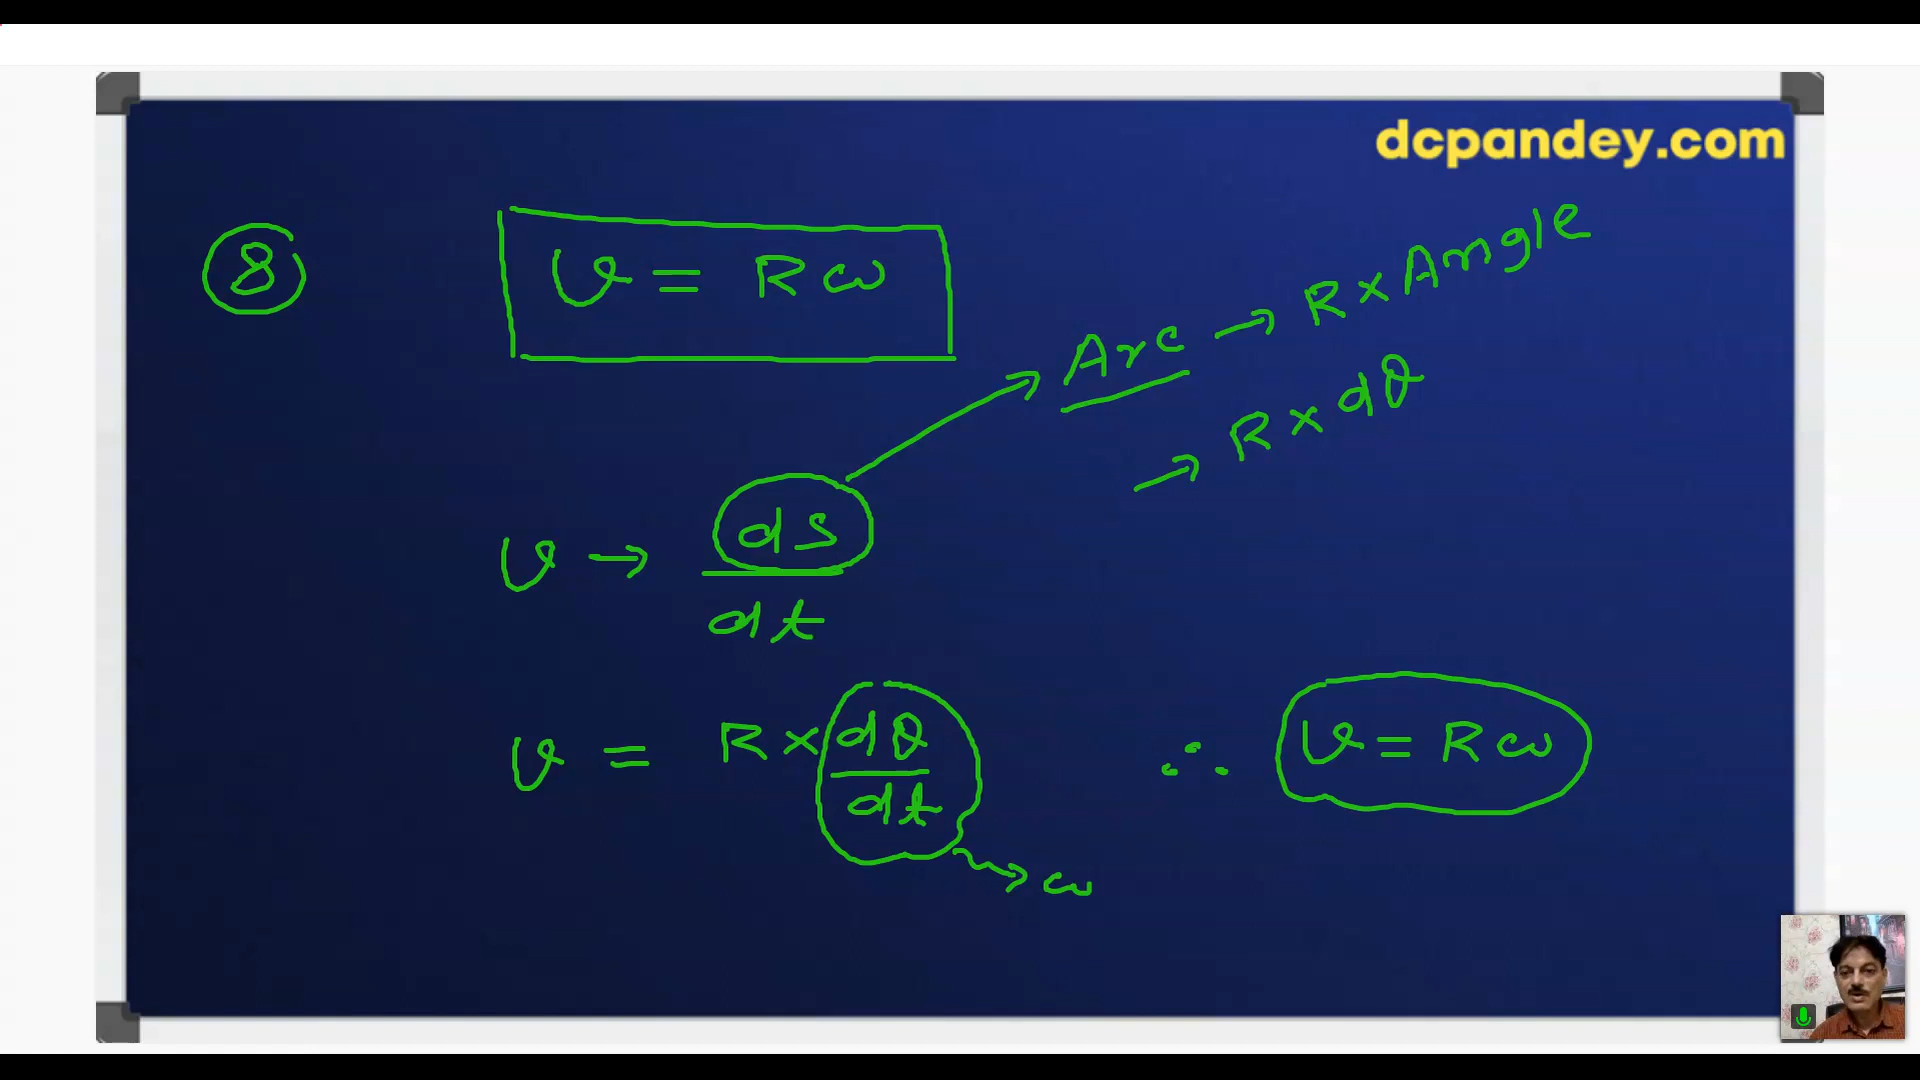 dcpandey.com
⑧ v = Rω
Arc → R × Angle
→ R × dθ
v → ds/dt
v = R × dθ/dt ∴ v = Rω
→ ω